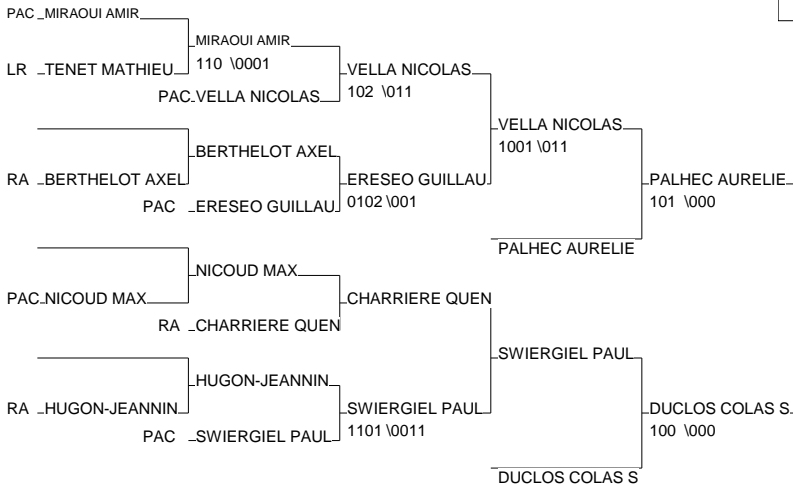 PAC MIRAOUI AMIR
MIRAOUI AMIR
110 \0001
LR TENET MATHIEU
VELLA NICOLAS
102 \011
PAC VELLA NICOLAS
VELLA NICOLAS
1001 \011
BERTHELOT AXEL
RA BERTHELOT AXEL
ERESEO GUILLAU
0102 \001
PALHEC AURELIE
101 \000
PAC ERESEO GUILLAU
PALHEC AURELIE
NICOUD MAX
PAC NICOUD MAX
CHARRIERE QUEN
RA CHARRIERE QUEN
SWIERGIEL PAUL
HUGON-JEANNIN
RA HUGON-JEANNIN
SWIERGIEL PAUL
1101 \0011
DUCLOS COLAS S
100 \000
PAC SWIERGIEL PAUL
DUCLOS COLAS S